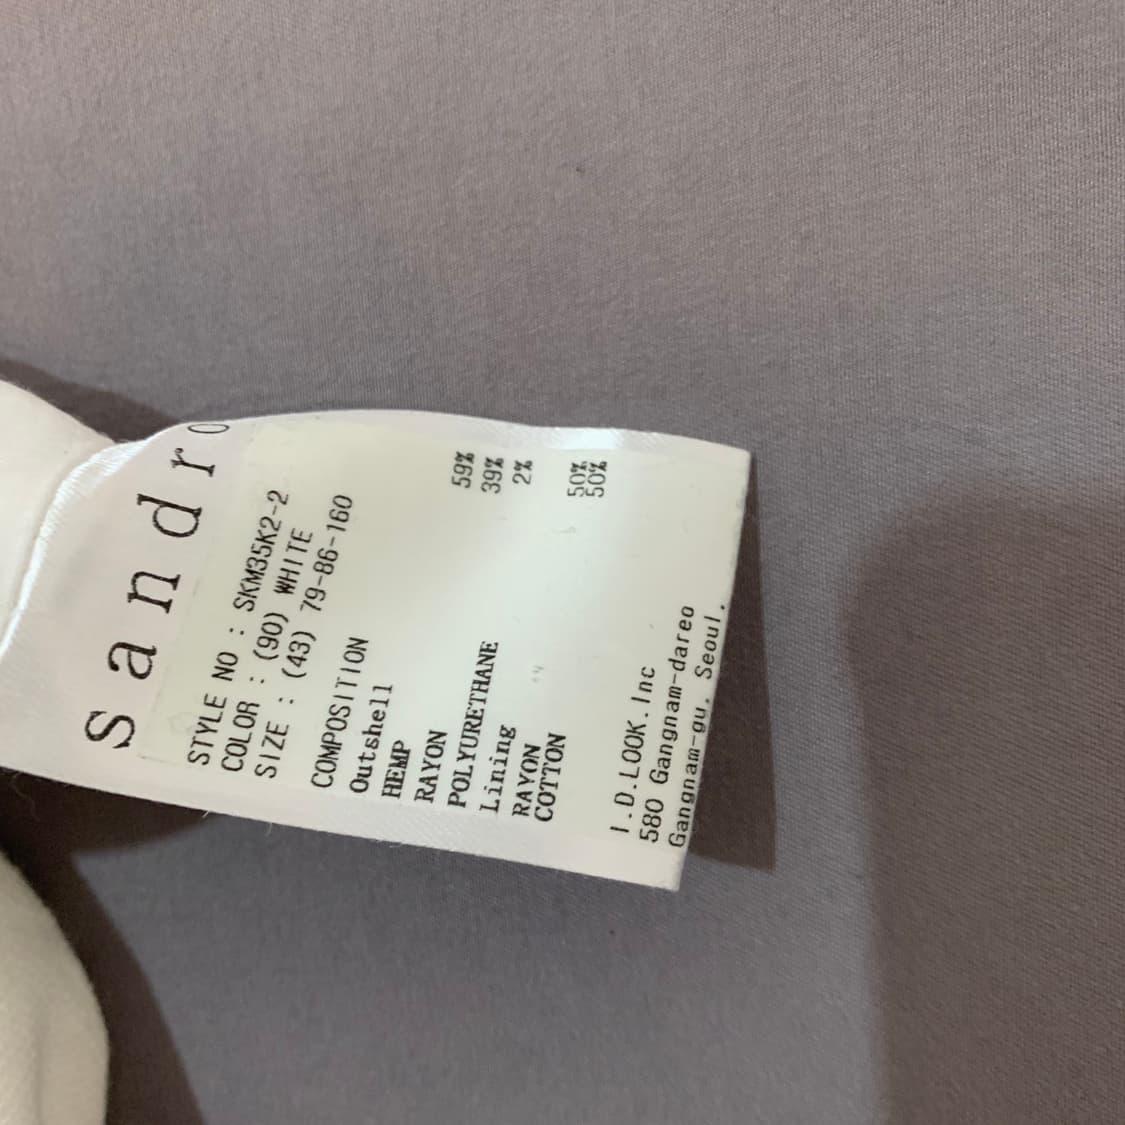 sandro
STYLE NO : SKM35K2-2
COLOR : (90) WHITE
SIZE : (43) 79-86-160
COMPOSITION
Outshell
HEMP 59%
RAYON 39%
POLYURETHANE 2%
Lining
RAYON 50%
COTTON 50%
I.D.LOOK.Inc
580 Gangnam-dareo
Gangnam-gu. Seoul.